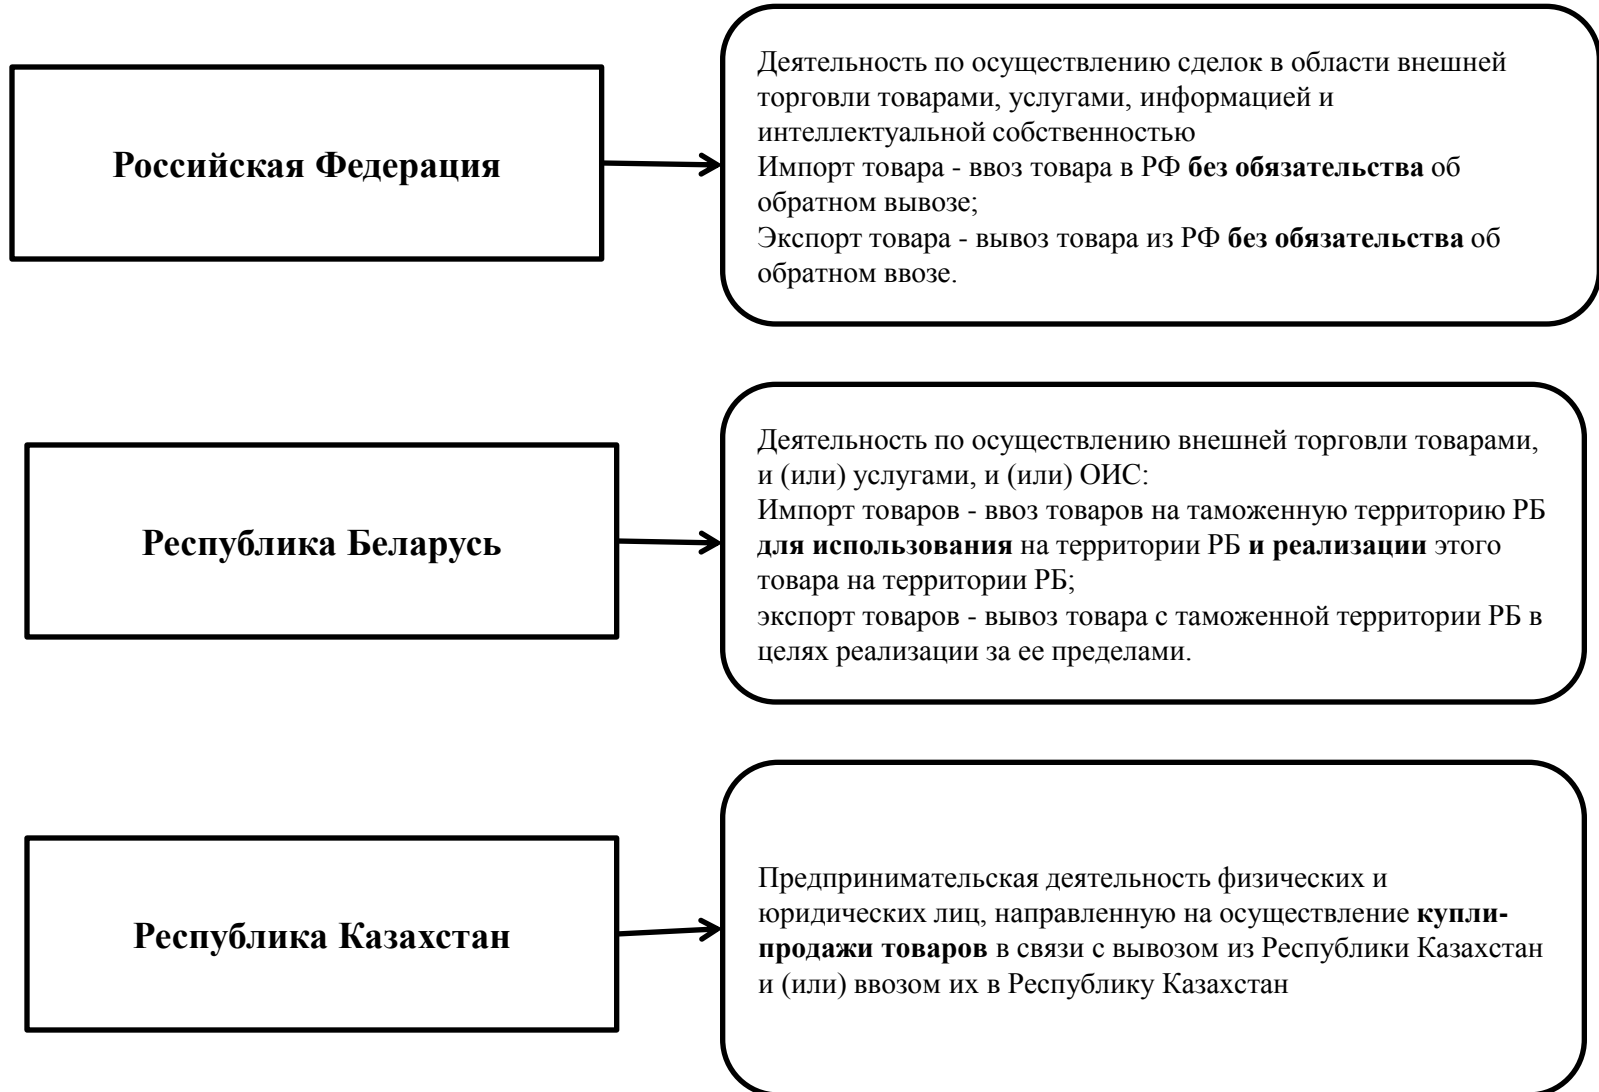 Российская Федерация
Деятельность по осуществлению сделок в области внешней
торговли товарами, услугами, информацией и
интеллектуальной собственностью
Импорт товара - ввоз товара в РФ без обязательства об
обратном вывозе;
Экспорт товара - вывоз товара из РФ без обязательства об
обратном ввозе.
Республика Беларусь
Деятельность по осуществлению внешней торговли товарами,
и (или) услугами, и (или) ОИС:
Импорт товаров - ввоз товаров на таможенную территорию РБ
для использования на территории РБ и реализации этого
товара на территории РБ;
экспорт товаров - вывоз товара с таможенной территории РБ в
целях реализации за ее пределами.
Республика Казахстан
Предпринимательская деятельность физических и
юридических лиц, направленную на осуществление купли-
продажи товаров в связи с вывозом из Республики Казахстан
и (или) ввозом их в Республику Казахстан